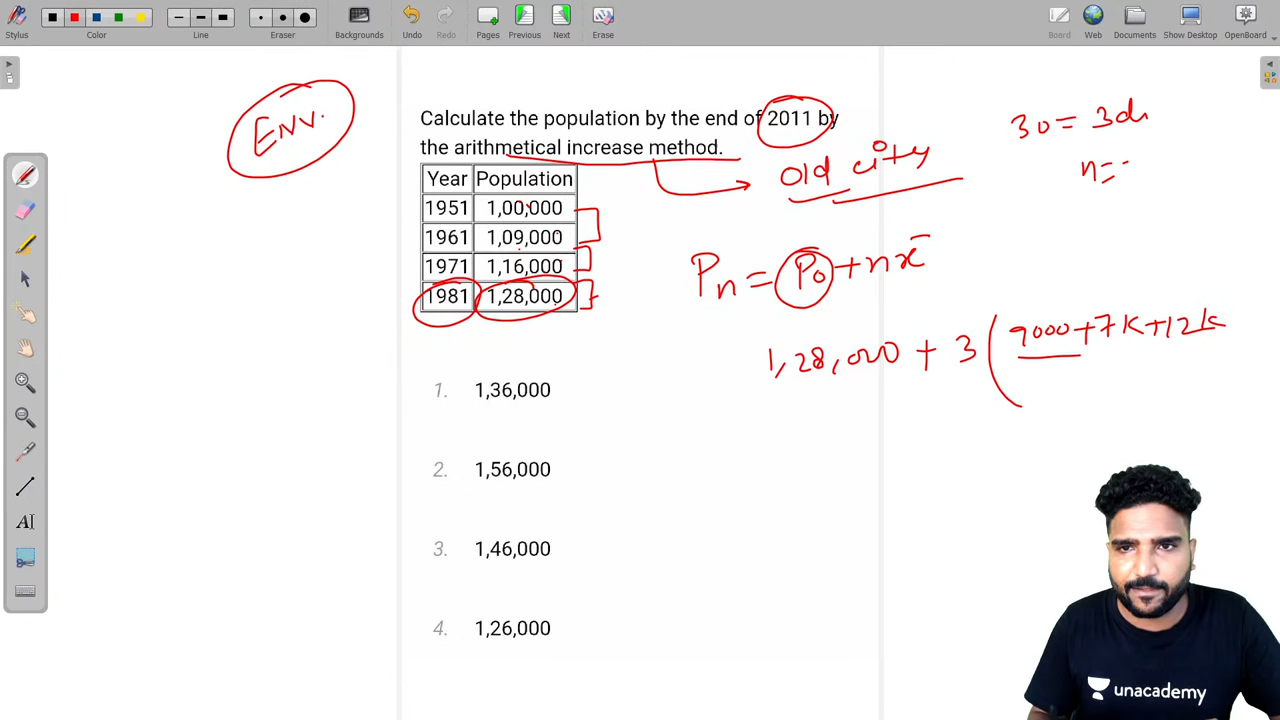 Stylus
Color
Line
Eraser
Backgrounds
Undo
Redo
Pages
Previous
Next
Erase
Board
Web
Documents
Show Desktop
OpenBoard
ENV.
Calculate the population by the end of 2011 by
the arithmetical increase method.
Year Population
1951 1,00,000
1961 1,09,000
1971 1,16,000
1981 1,28,000
old city
30 = 3d
n=
Pn = P0 + nx̄
1,28,000 + 3 ( 9000+7K+12K
1. 1,36,000
2. 1,56,000
3. 1,46,000
4. 1,26,000
AI
unacademy